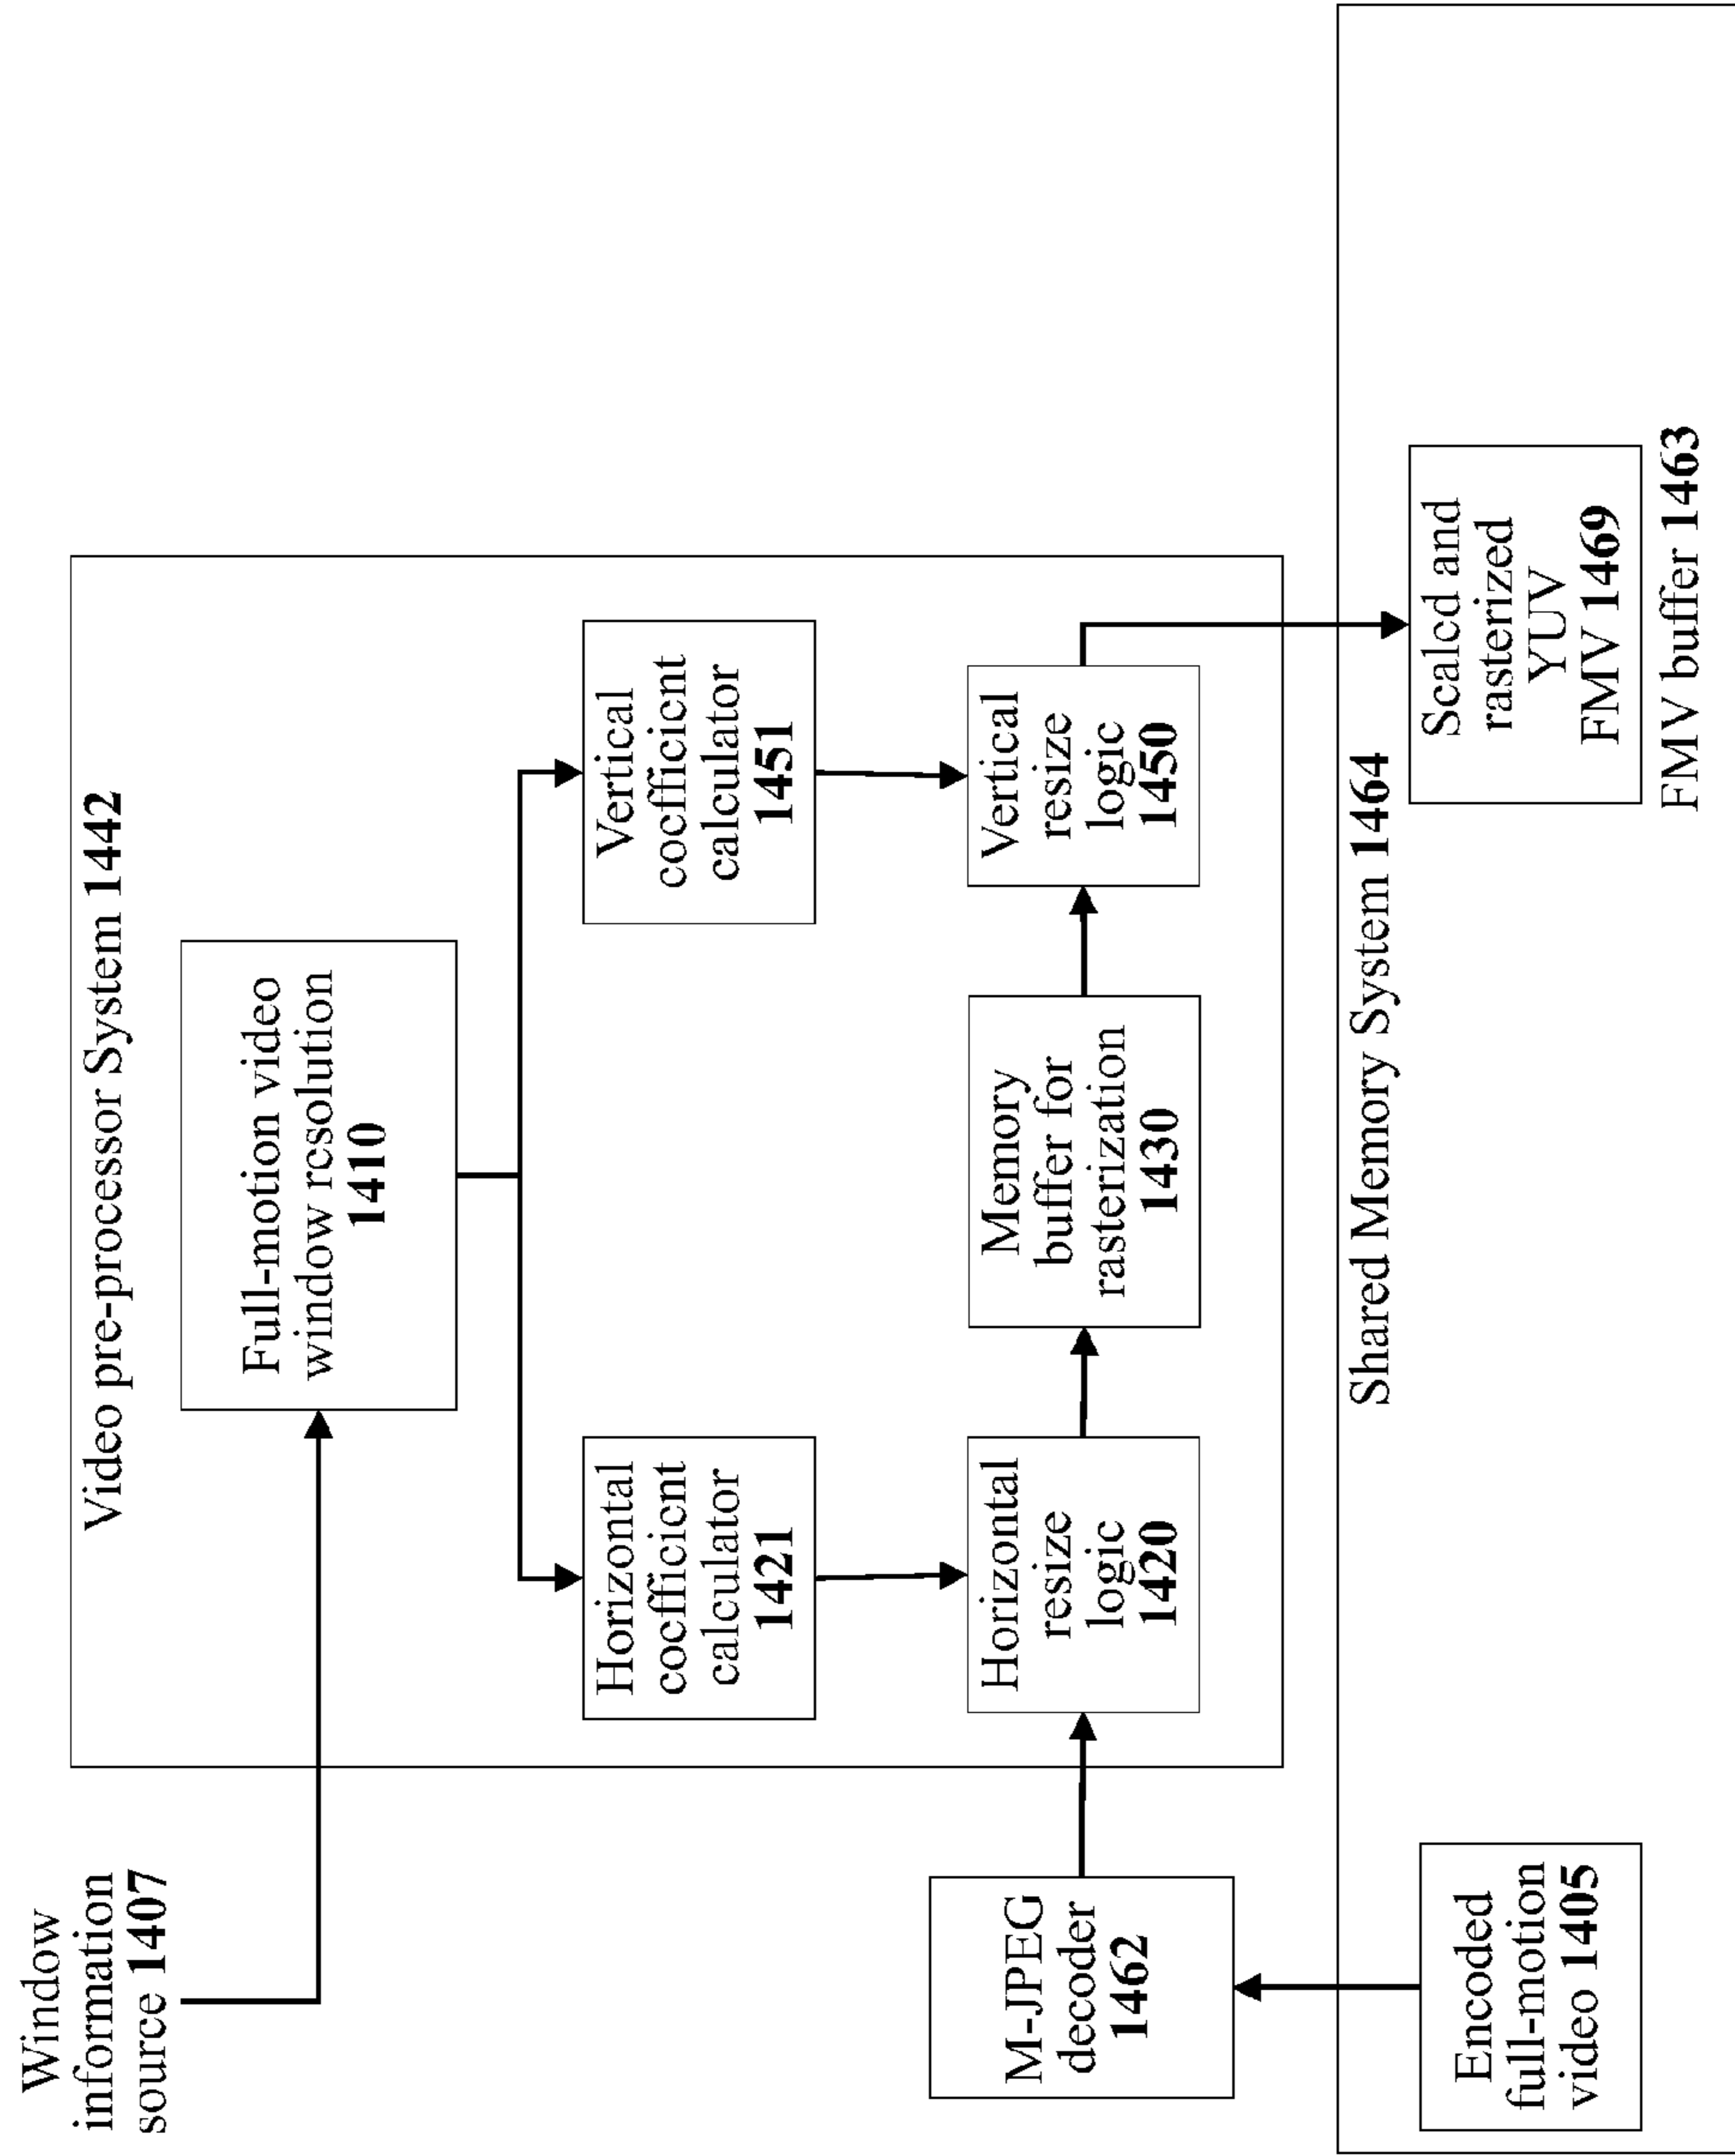 Window
information
source 1407
Video pre-processor System 1442
Full-motion video
window resolution
1410
Horizontal
coefficient
calculator
1421
Vertical
coefficient
calculator
1451
M-JPEG
decoder
1462
Horizontal
resize
logic
1420
Memory
buffer for
rasterization
1430
Vertical
resize
logic
1450
Shared Memory System 1464
Encoded
full-motion
video 1405
Scaled and
rasterized
YUV
FMV 1469
FMV buffer 1463